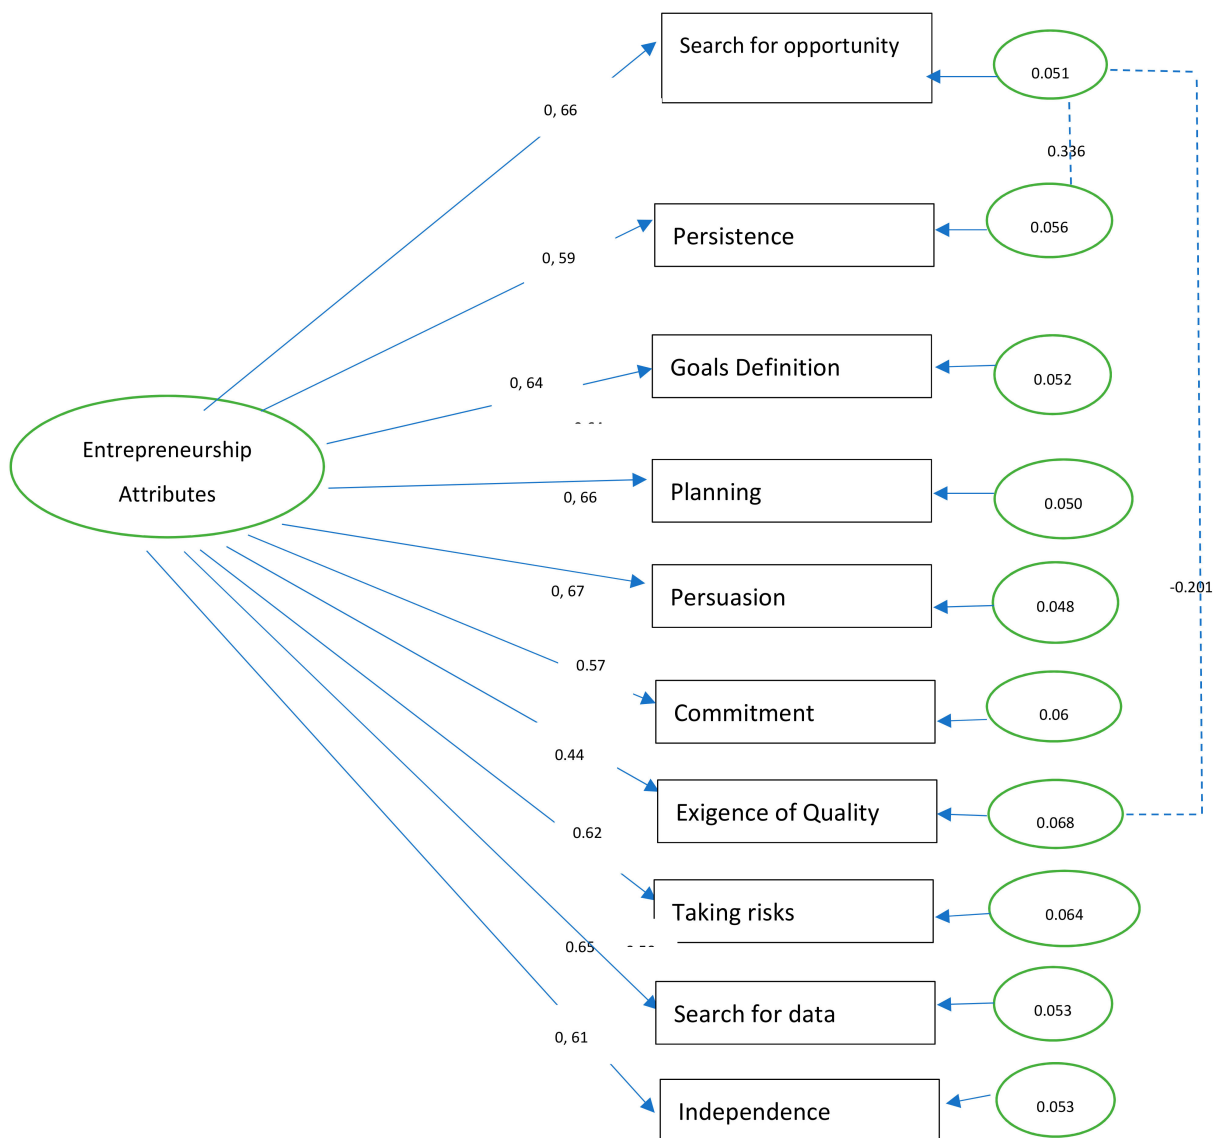 Search for opportunity
0.051
0, 66
0.336
Persistence
0.056
0, 59
Goals Definition
0.052
0, 64
Entrepreneurship
Attributes
Planning
0.050
0, 66
Persuasion
0.048
0, 67
-0.201
0.57
Commitment
0.06
0.44
Exigence of Quality
0.068
0.62
Taking risks
0.064
0.65
Search for data
0.053
0, 61
Independence
0.053